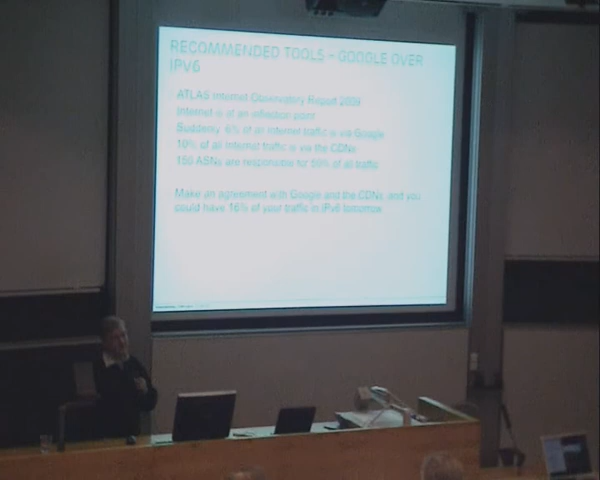 RECOMMENDED TOOLS – GOOGLE OVER
IPV6
ATLAS Internet Observatory Report 2009
Internet is at an inflection point
Suddenly 6% of all internet traffic is via Google
10% of all internet traffic is via the CDNs
150 ASNs are responsible for 50% of all traffic
Make an agreement with Google and the CDNs and you
could have 16% of your traffic in IPv6 tomorrow